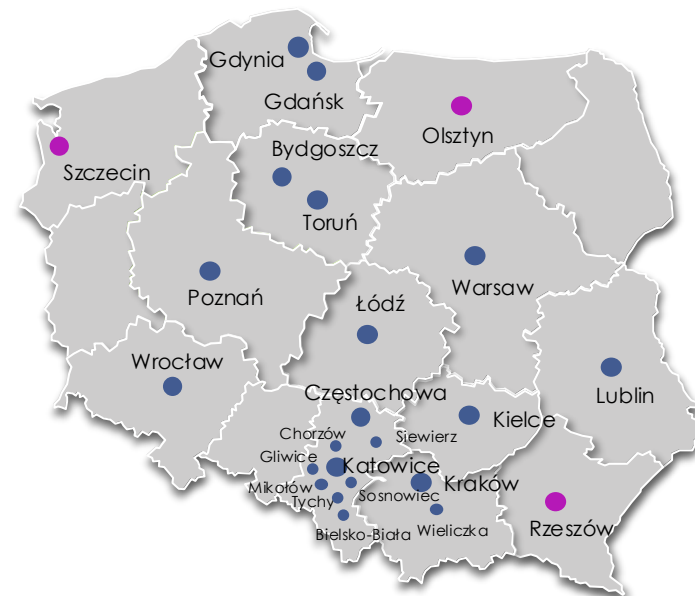 Gdynia
Gdańsk
Olsztyn
Szczecin
Bydgoszcz
Toruń
Warsaw
Poznań
Łódź
Wrocław
Lublin
Częstochowa
Kielce
Chorzów
Siewierz
Gliwice
Katowice
Mikołów
Sosnowiec
Kraków
Tychy
Rzeszów
Bielsko-Biała
Wieliczka